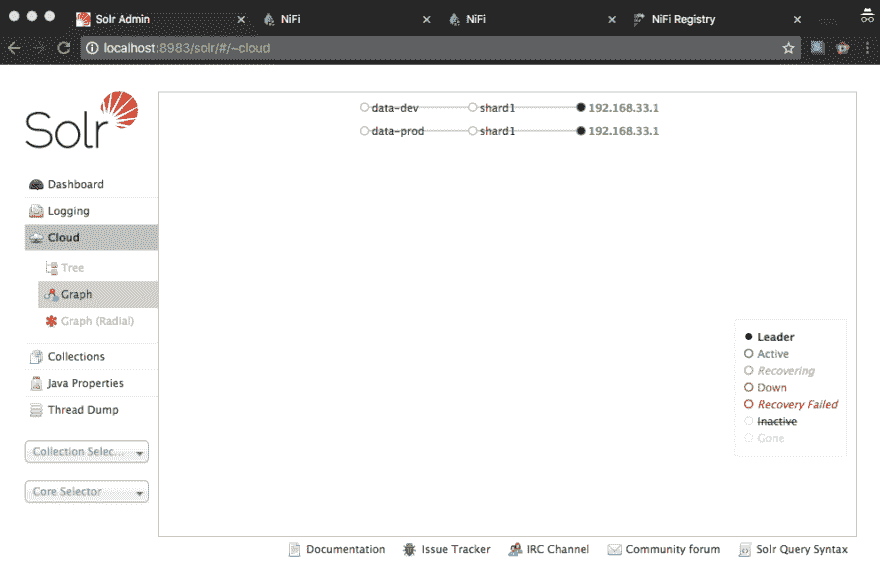 Solr Admin
NiFi
NiFi
NiFi Registry
localhost:8983/solr/#/~cloud
Solr
Dashboard
Logging
Cloud
Tree
Graph
Graph (Radial)
Collections
Java Properties
Thread Dump
Collection Selec...
Core Selector
data-dev shard1 192.168.33.1
data-prod shard1 192.168.33.1
Leader
Active
Recovering
Down
Recovery Failed
Inactive
Gone
Documentation Issue Tracker IRC Channel Community forum Solr Query Syntax